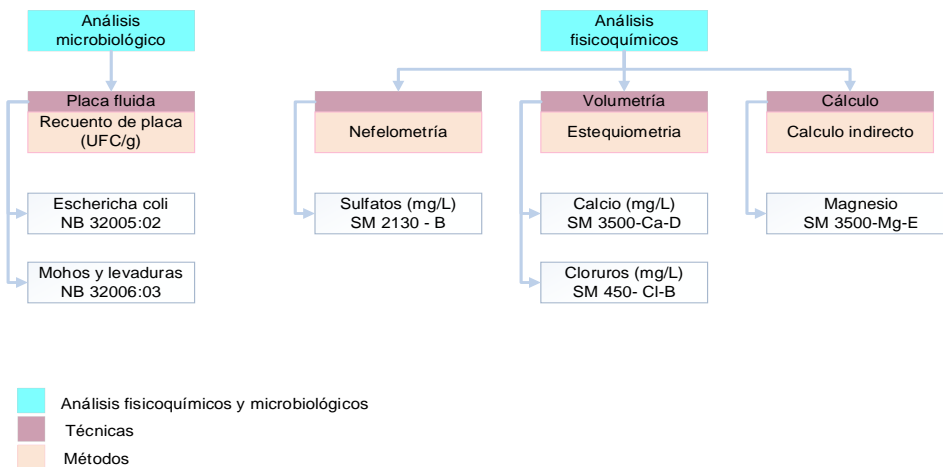 Análisis
microbiológico
Placa fluida
Recuento de placa
(UFC/g)
Eschericha coli
NB 32005:02
Mohos y levaduras
NB 32006:03
Análisis
fisicoquímicos
Nefelometría
Sulfatos (mg/L)
SM 2130 - B
Volumetría
Estequiometria
Calcio (mg/L)
SM 3500-Ca-D
Cloruros (mg/L)
SM 450- Cl-B
Cálculo
Calculo indirecto
Magnesio
SM 3500-Mg-E
Análisis fisicoquímicos y microbiológicos
Técnicas
Métodos